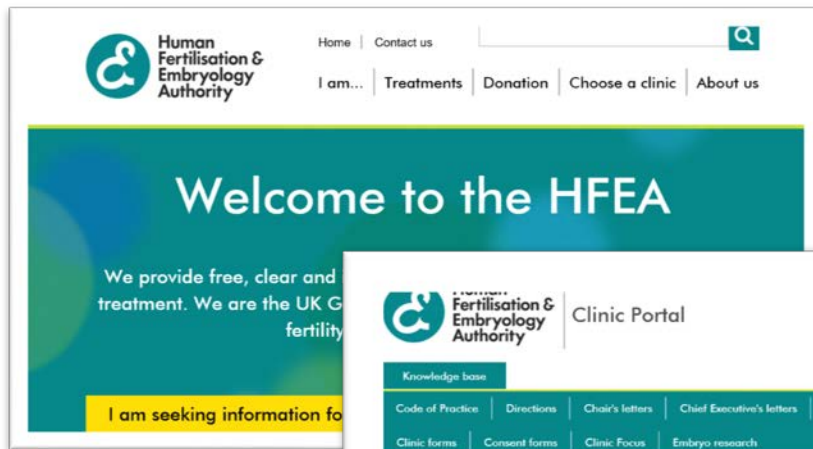 Human
Fertilisation &
Embryology
Authority
Home
Contact us
I am...
Treatments
Donation
Choose a clinic
About us
Welcome to the HFEA
We provide free, clear and
treatment. We are the UK G
fertility
I am seeking information fo
Fertilisation &
Embryology
Authority
Clinic Portal
Knowledge base
Code of Practice
Directions
Chair's letters
Chief Executive's letters
Clinic forms
Consent forms
Clinic Focus
Embryo research